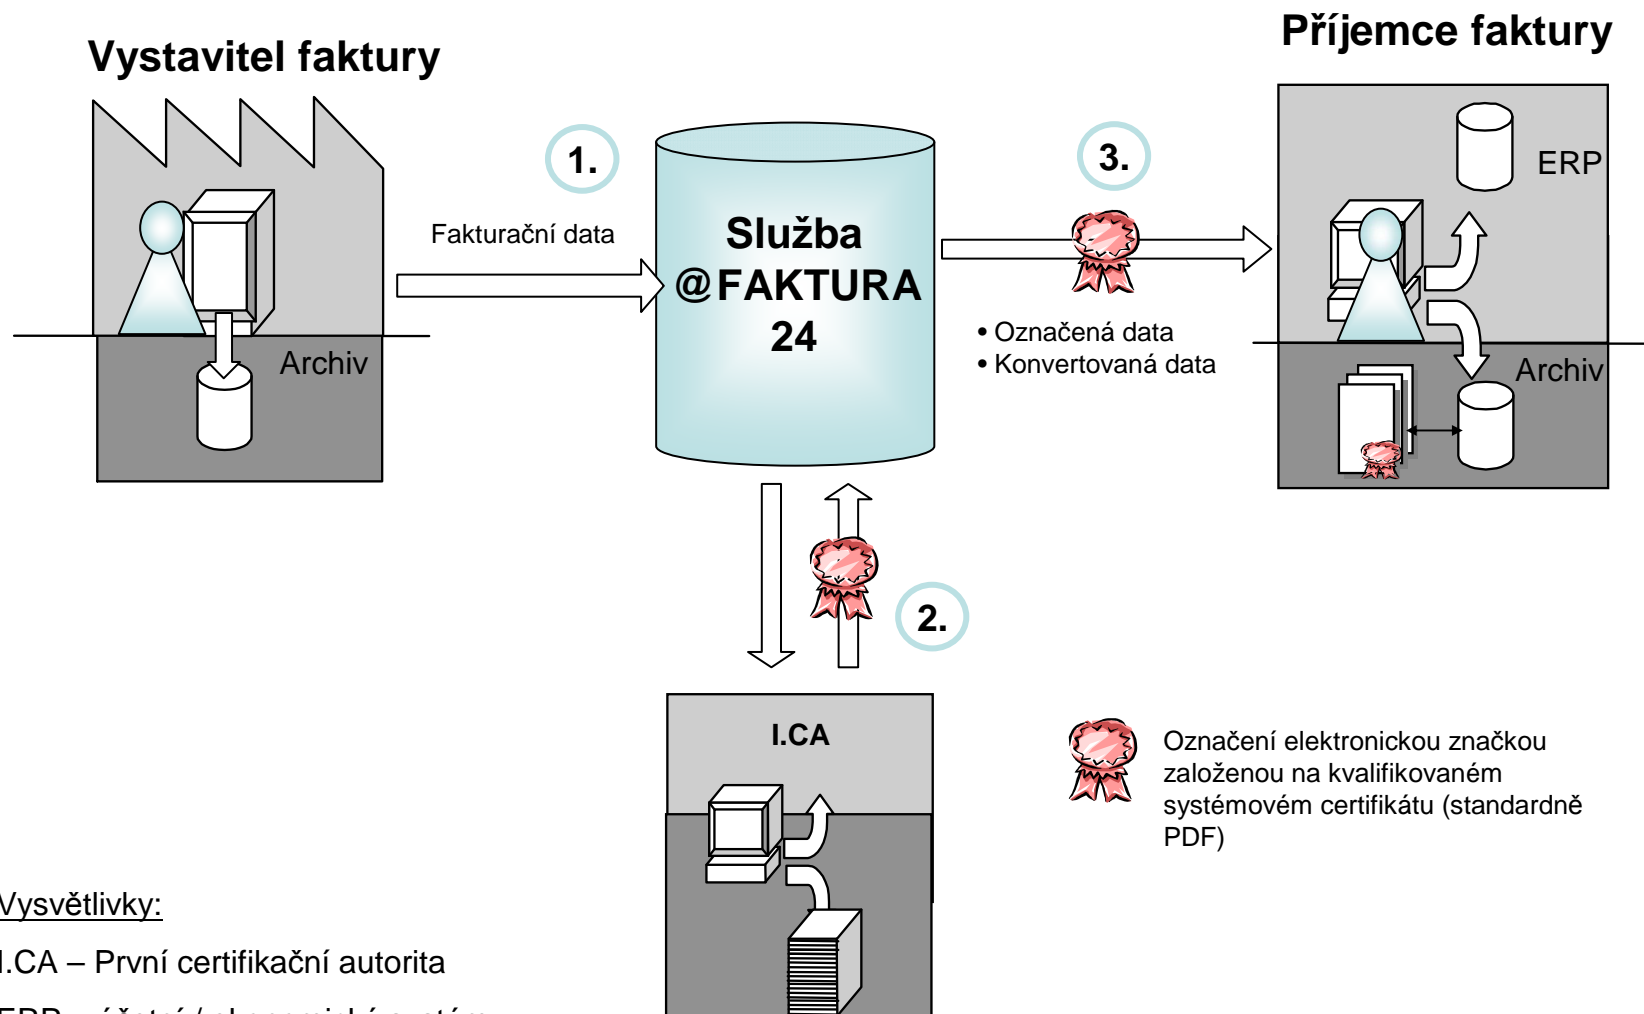 Vystavitel faktury
Příjemce faktury
1.
3.
ERP
Fakturační data
Služba
@FAKTURA
24
• Označená data
• Konvertovaná data
Archiv
Archiv
2.
I.CA
Označení elektronickou značkou
založenou na kvalifikovaném
systémovém certifikátu (standardně
PDF)
Vysvětlivky:
I.CA – První certifikační autorita